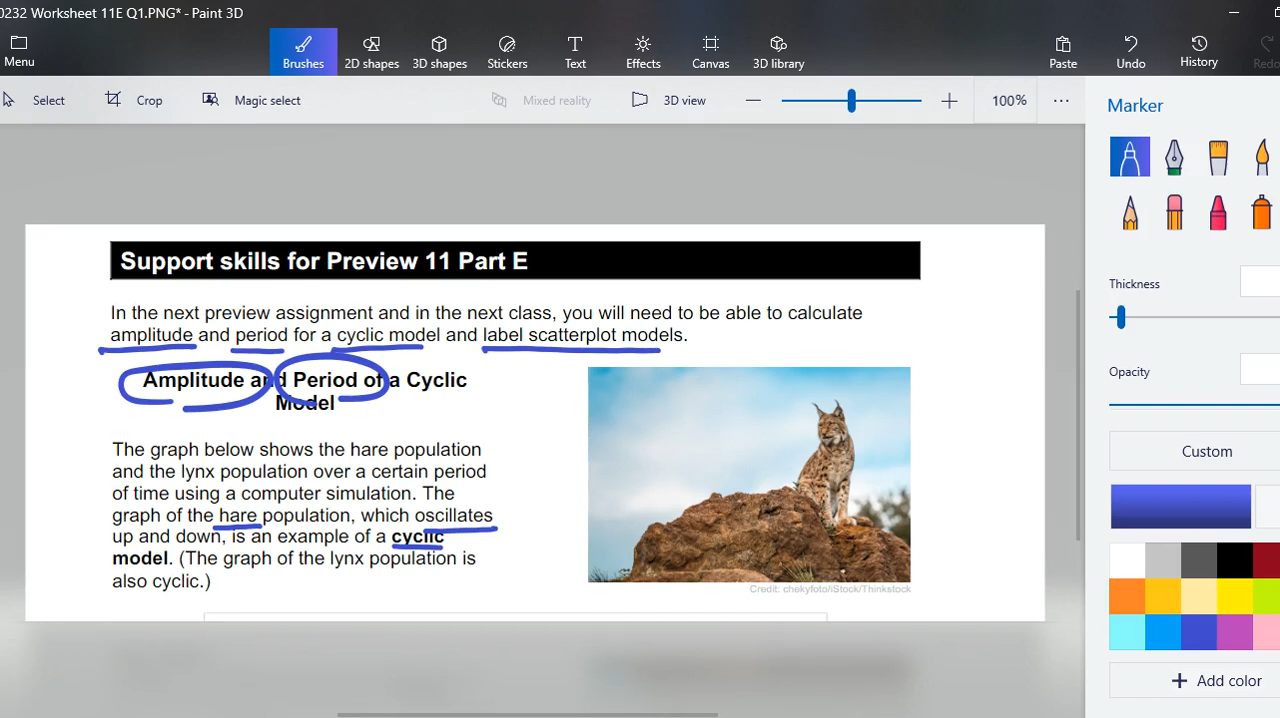 0232 Worksheet 11E Q1.PNG* - Paint 3D
Menu
Brushes
2D shapes
3D shapes
Stickers
Text
Effects
Canvas
3D library
Paste
Undo
History
Redo
Select
Crop
Magic select
Mixed reality
3D view
100%
Marker
Thickness
Opacity
Custom
Add color
Support skills for Preview 11 Part E
In the next preview assignment and in the next class, you will need to be able to calculate
amplitude and period for a cyclic model and label scatterplot models.
Amplitude and Period of a Cyclic
Model
The graph below shows the hare population
and the lynx population over a certain period
of time using a computer simulation. The
graph of the hare population, which oscillates
up and down, is an example of a cyclic
model. (The graph of the lynx population is
also cyclic.)
Credit: chekyfoto/iStock/Thinkstock